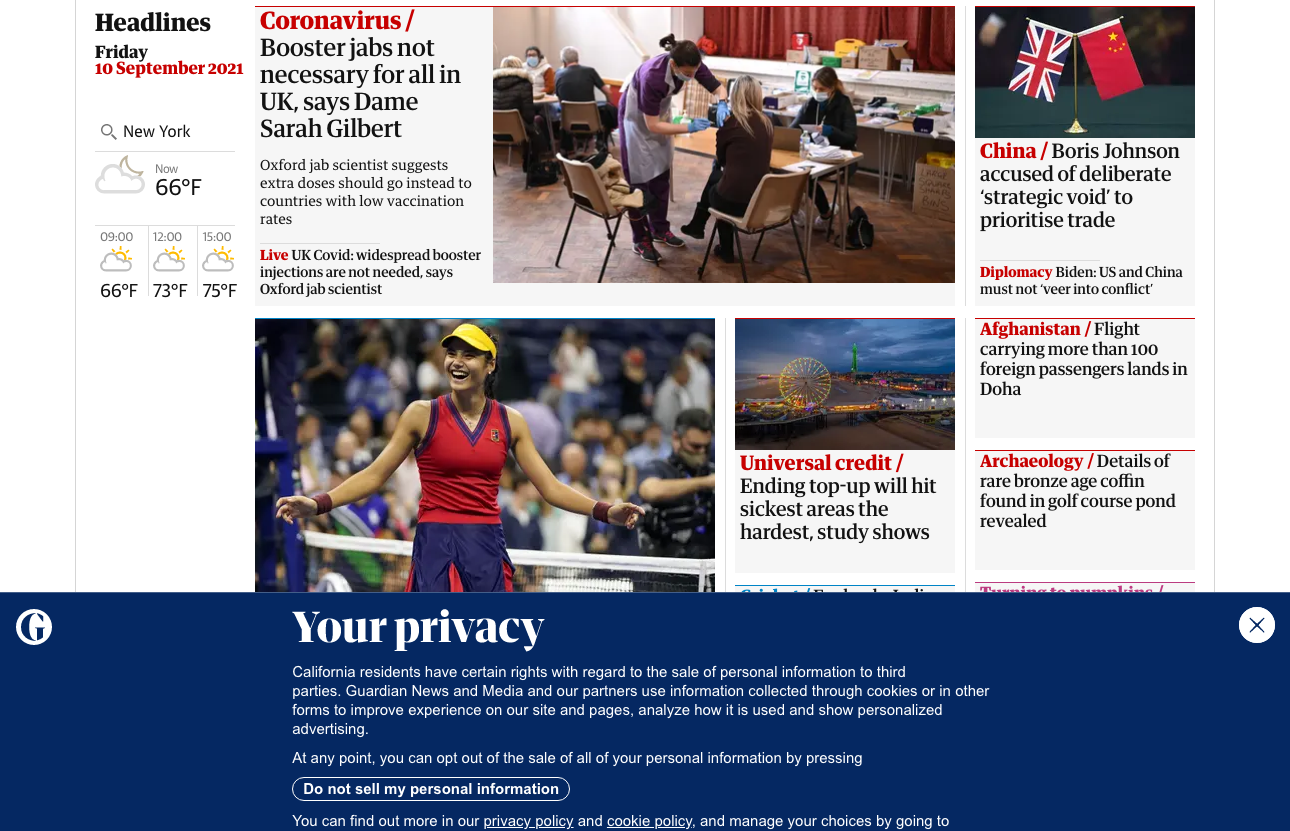 Headlines
Friday
10 September 2021
New York
Now
66°F
09:00
12:00
15:00
66°F
73°F
75°F
Coronavirus /
Booster jabs not
necessary for all in
UK, says Dame
Sarah Gilbert
Oxford jab scientist suggests
extra doses should go instead to
countries with low vaccination
rates
Live UK Covid: widespread booster
injections are not needed, says
Oxford jab scientist
China / Boris Johnson
accused of deliberate
‘strategic void’ to
prioritise trade
Diplomacy Biden: US and China
must not ‘veer into conflict’
Universal credit /
Ending top-up will hit
sickest areas the
hardest, study shows
Afghanistan / Flight
carrying more than 100
foreign passengers lands in
Doha
Archaeology / Details of
rare bronze age coffin
found in golf course pond
revealed
Turning to pumpkins /
Your privacy
California residents have certain rights with regard to the sale of personal information to third
parties. Guardian News and Media and our partners use information collected through cookies or in other
forms to improve experience on our site and pages, analyze how it is used and show personalized
advertising.
At any point, you can opt out of the sale of all of your personal information by pressing
Do not sell my personal information
You can find out more in our privacy policy and cookie policy, and manage your choices by going to